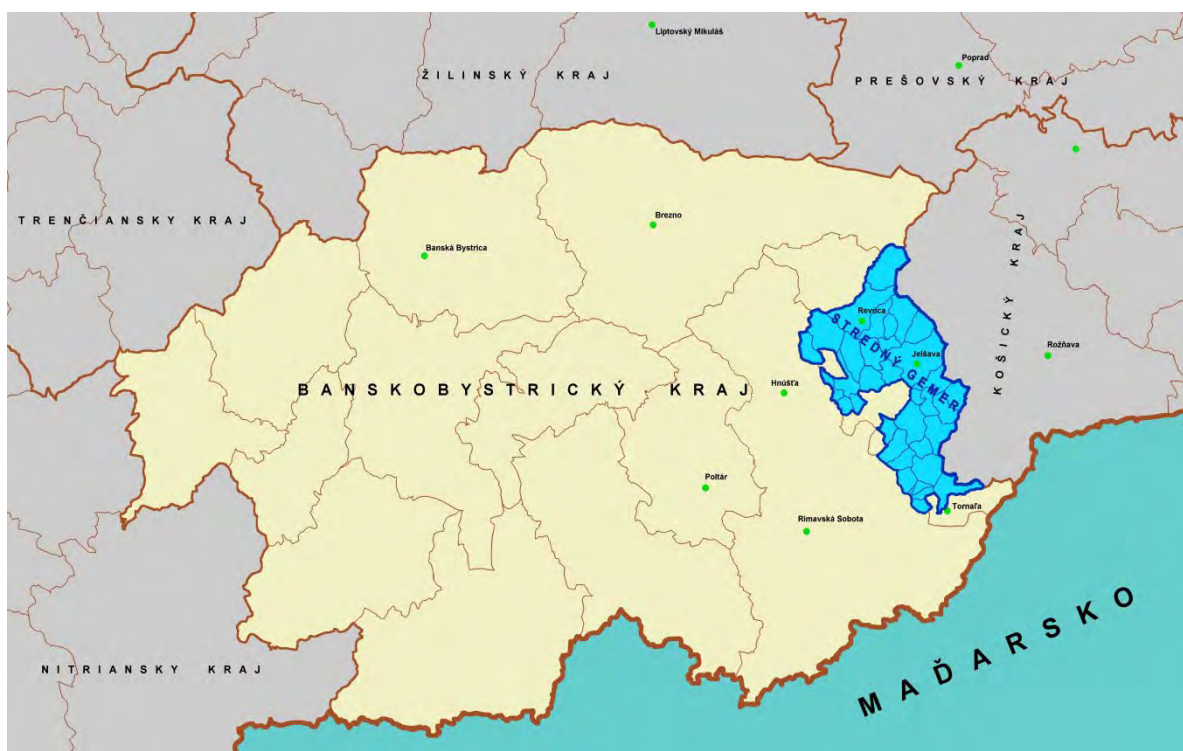 Liptovský Mikuláš
Poprad
ŽILINSKÝ KRAJ
PREŠOVSKÝ KRAJ
TRENČIANSKY KRAJ
Brezno
Banská Bystrica
KOŠICKÝ KRAJ
Revúca
STREDNÝ GEMER
Jelšava
Rožňava
BANSKOBYSTRICKÝ KRAJ
Hnúšťa
Poltár
Tornaľa
Rimavská Sobota
MAĎARSKO
NITRIANSKY KRAJ